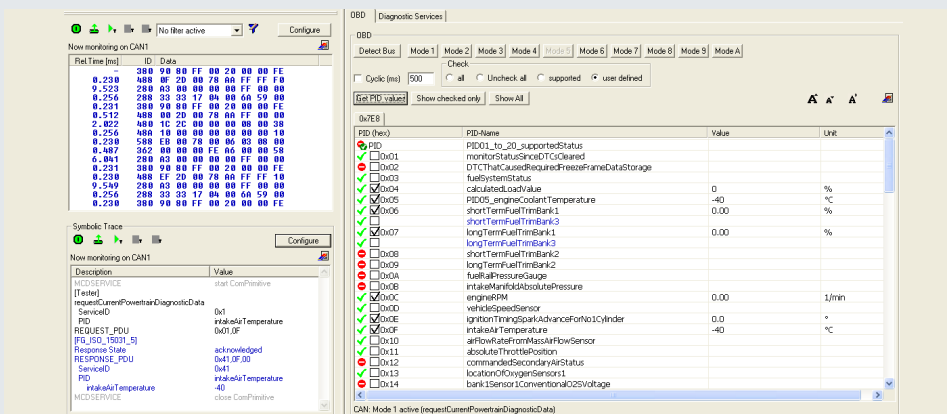 No filter active
Configure
Now monitoring on CAN1
Rel.Time [ms] ID Data
- 380 90 80 FF 00 20 00 00 FE
0.230 488 0F 2D 00 78 AA FF FF F0
9.523 280 A3 00 00 00 00 FF 00 00
0.256 288 33 33 17 04 00 6A 59 00
0.231 380 90 80 FF 00 20 00 00 FE
0.512 488 00 2D 00 78 AA FF 00 00
2.022 480 1C 2C 00 00 00 08 00 38
0.256 48A 10 00 00 00 00 00 00 10
0.230 588 EB 00 78 00 06 03 08 00
0.487 362 00 00 00 FE A6 00 00 58
6.041 280 A3 00 00 00 00 FF 00 00
0.231 380 90 80 FF 00 20 00 00 FE
0.230 488 EF 2D 00 78 AA FF FF 10
9.549 280 A3 00 00 00 00 FF 00 00
0.256 288 33 33 17 04 00 6A 59 00
0.230 380 90 80 FF 00 20 00 00 FE
Symbolic Trace
Configure
Now monitoring on CAN1
Description Value
MCDSERVICE start ComPrimitive
[Tester]
requestCurrentPowertrainDiagnosticData
ServiceID 0x1
PID intakeAirTemperature
REQUEST_PDU 0x01,0F
[FG_ISO_15031_5]
Response State acknowledged
RESPONSE_PDU 0x41,0F,00
ServiceID 0x41
PID intakeAirTemperature
intakeAirTemperature -40
MCDSERVICE close ComPrimitive
OBD Diagnostic Services
OBD
Detect Bus Mode 1 Mode 2 Mode 3 Mode 4 Mode 5 Mode 6 Mode 7 Mode 8 Mode 9 Mode A
Check
Cyclic (ms) 500 all Uncheck all supported user defined
Get PID values Show checked only Show All A A A
0x7E8
PID (hex) PID-Name Value Unit
PID PID01_to_20_supportedStatus
0x01 monitorStatusSinceDTCsCleared
0x02 DTCThatCausedRequiredFreezeFrameDataStorage
0x03 fuelSystemStatus
0x04 calculatedLoadValue 0 %
0x05 PID05_engineCoolantTemperature -40 °C
0x06 shortTermFuelTrimBank1 0.00 %
shortTermFuelTrimBank3
0x07 longTermFuelTrimBank1 0.00 %
longTermFuelTrimBank3
0x08 shortTermFuelTrimBank2
0x09 longTermFuelTrimBank2
0x0A fuelRailPressureGauge
0x0B intakeManifoldAbsolutePressure
0x0C engineRPM 0.00 1/min
0x0D vehicleSpeedSensor
0x0E ignitionTimingSparkAdvanceForNo1Cylinder 0.0 °
0x0F intakeAirTemperature -40 °C
0x10 airFlowRateFromMassAirFlowSensor
0x11 absoluteThrottlePosition
0x12 commandedSecondaryAirStatus
0x13 locationOfOxygenSensors1
0x14 bank1Sensor1ConventionalO2SVoltage
CAN: Mode 1 active (requestCurrentPowertrainDiagnosticData)